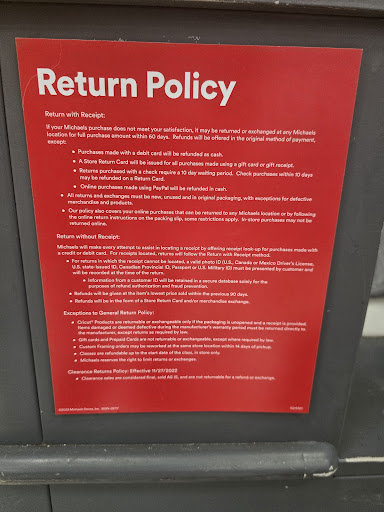 Return Policy
Return with Receipt:
If your Michaels purchase does not meet your satisfaction, it may be returned or exchanged at any Michaels
location for full purchase amount within 60 days. Refunds will be offered in the original method of payment,
except:
• Purchases made with a debit card will be refunded as cash.
• A Store Return Card will be issued for all purchases made using a gift card or gift receipt.
• Returns purchased with a check require a 10 day waiting period. Check purchases within 10 days
may be refunded on a Return Card.
• Online purchases made using PayPal will be refunded in cash.
• All returns and exchanges must be new, unused and in original packaging, with exceptions for defective
merchandise and products.
• Our policy also covers your online purchases that can be returned to any Michaels location or by following
the online return instructions on the packing slip, some restrictions apply. In-store purchases may not be
returned online.
Return without Receipt:
Michaels will make every attempt to assist in locating a receipt by offering receipt look-up for purchases made with
a credit or debit card. For receipts located, returns will follow the Return with Receipt method.
• For returns in which the receipt cannot be located, a valid photo ID (U.S., Canada or Mexico Driver's License,
U.S. state-issued ID, Canadian Provincial ID, Passport or U.S. Military ID) must be presented by customer and
will be recorded at the time of the return.
• Information from a customer ID will be retained in a secure database solely for the
purposes of refund authorization and fraud prevention.
• Refunds will be given at the item's lowest price sold within the previous 90 days.
• Refunds will be in the form of a Store Return Card and/or merchandise exchange.
Exceptions to General Return Policy:
• Cricut® Products are returnable or exchangeable only if the packaging is unopened and a receipt is provided.
Items damaged or deemed defective during the manufacturer's warranty period must be returned directly to
the manufacturer, except returns as required by law.
• Gift cards and Prepaid Cards are not returnable or exchangeable, except where required by law.
• Custom Framing orders may be reworked at the same store location within 14 days of pickup.
• Classes are refundable up to the start date of the class, in store only.
• Michaels reserves the right to limit returns or exchanges.
Clearance Returns Policy: Effective 11/27/2022
• Clearance sales are considered final, sold AS IS, and are not returnable for a refund or exchange.